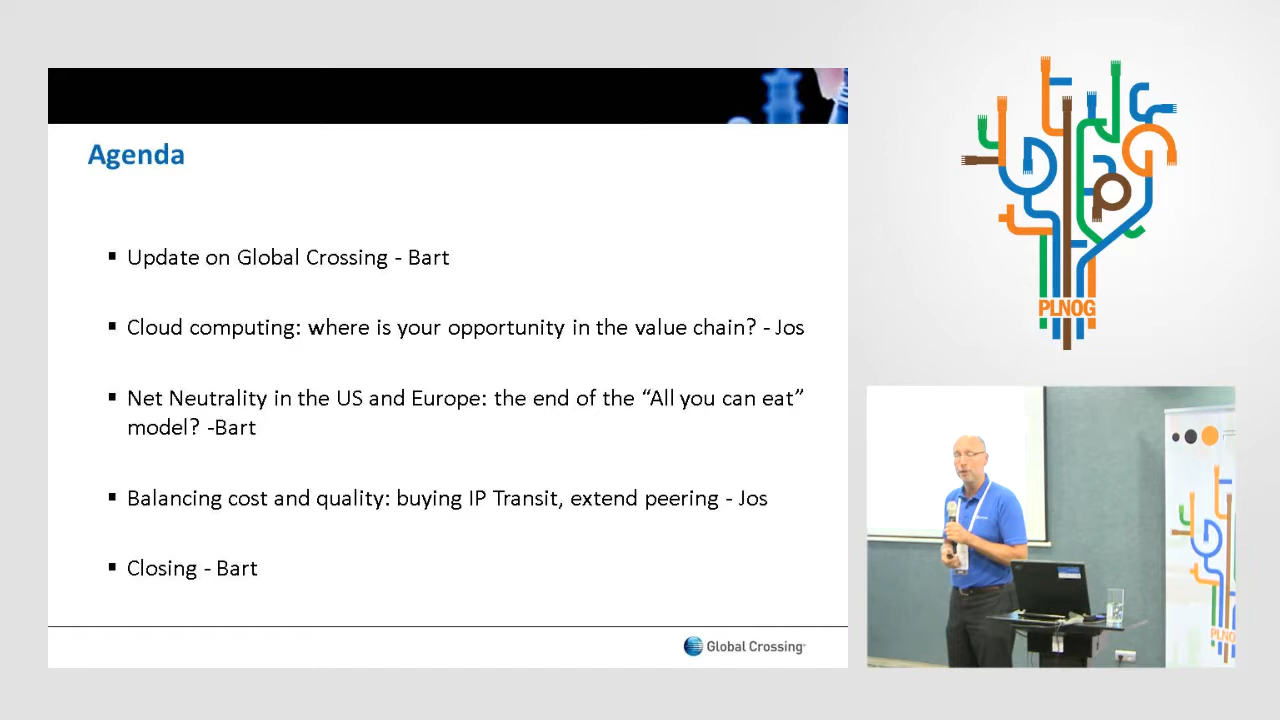 Agenda
▪ Update on Global Crossing - Bart
▪ Cloud computing: where is your opportunity in the value chain? - Jos
▪ Net Neutrality in the US and Europe: the end of the “All you can eat”
model? -Bart
▪ Balancing cost and quality: buying IP Transit, extend peering - Jos
▪ Closing - Bart
Global Crossing
PLNOG
PLNOG